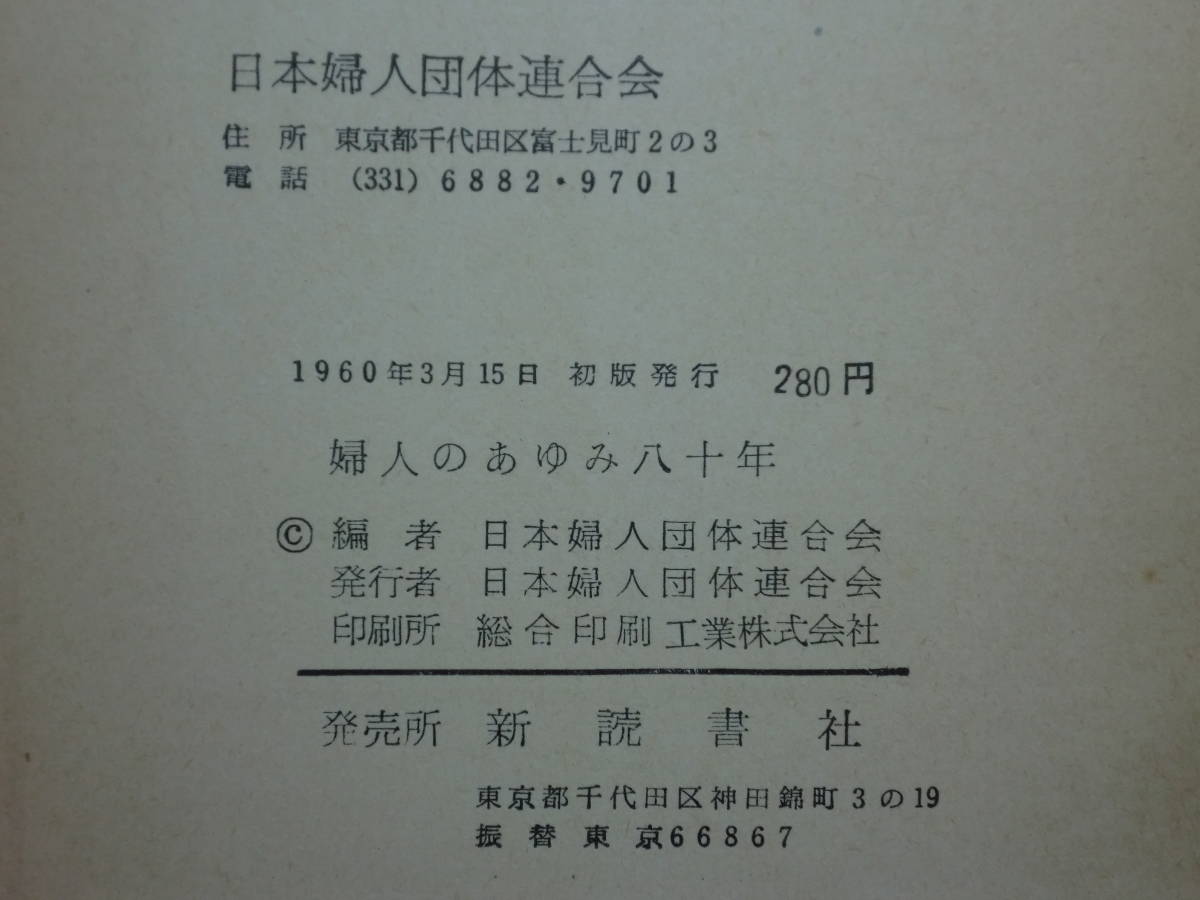 日本婦人団体連合会
住所 東京都千代田区富士見町2の3
電話 (331) 6882・9701
1960年3月15日 初版発行 280円
婦人のあゆみ八十年
© 編者 日本婦人団体連合会
発行者 日本婦人団体連合会
印刷所 総合印刷工業株式会社
発売所 新読書社
東京都千代田区神田錦町3の19
振替東京66867